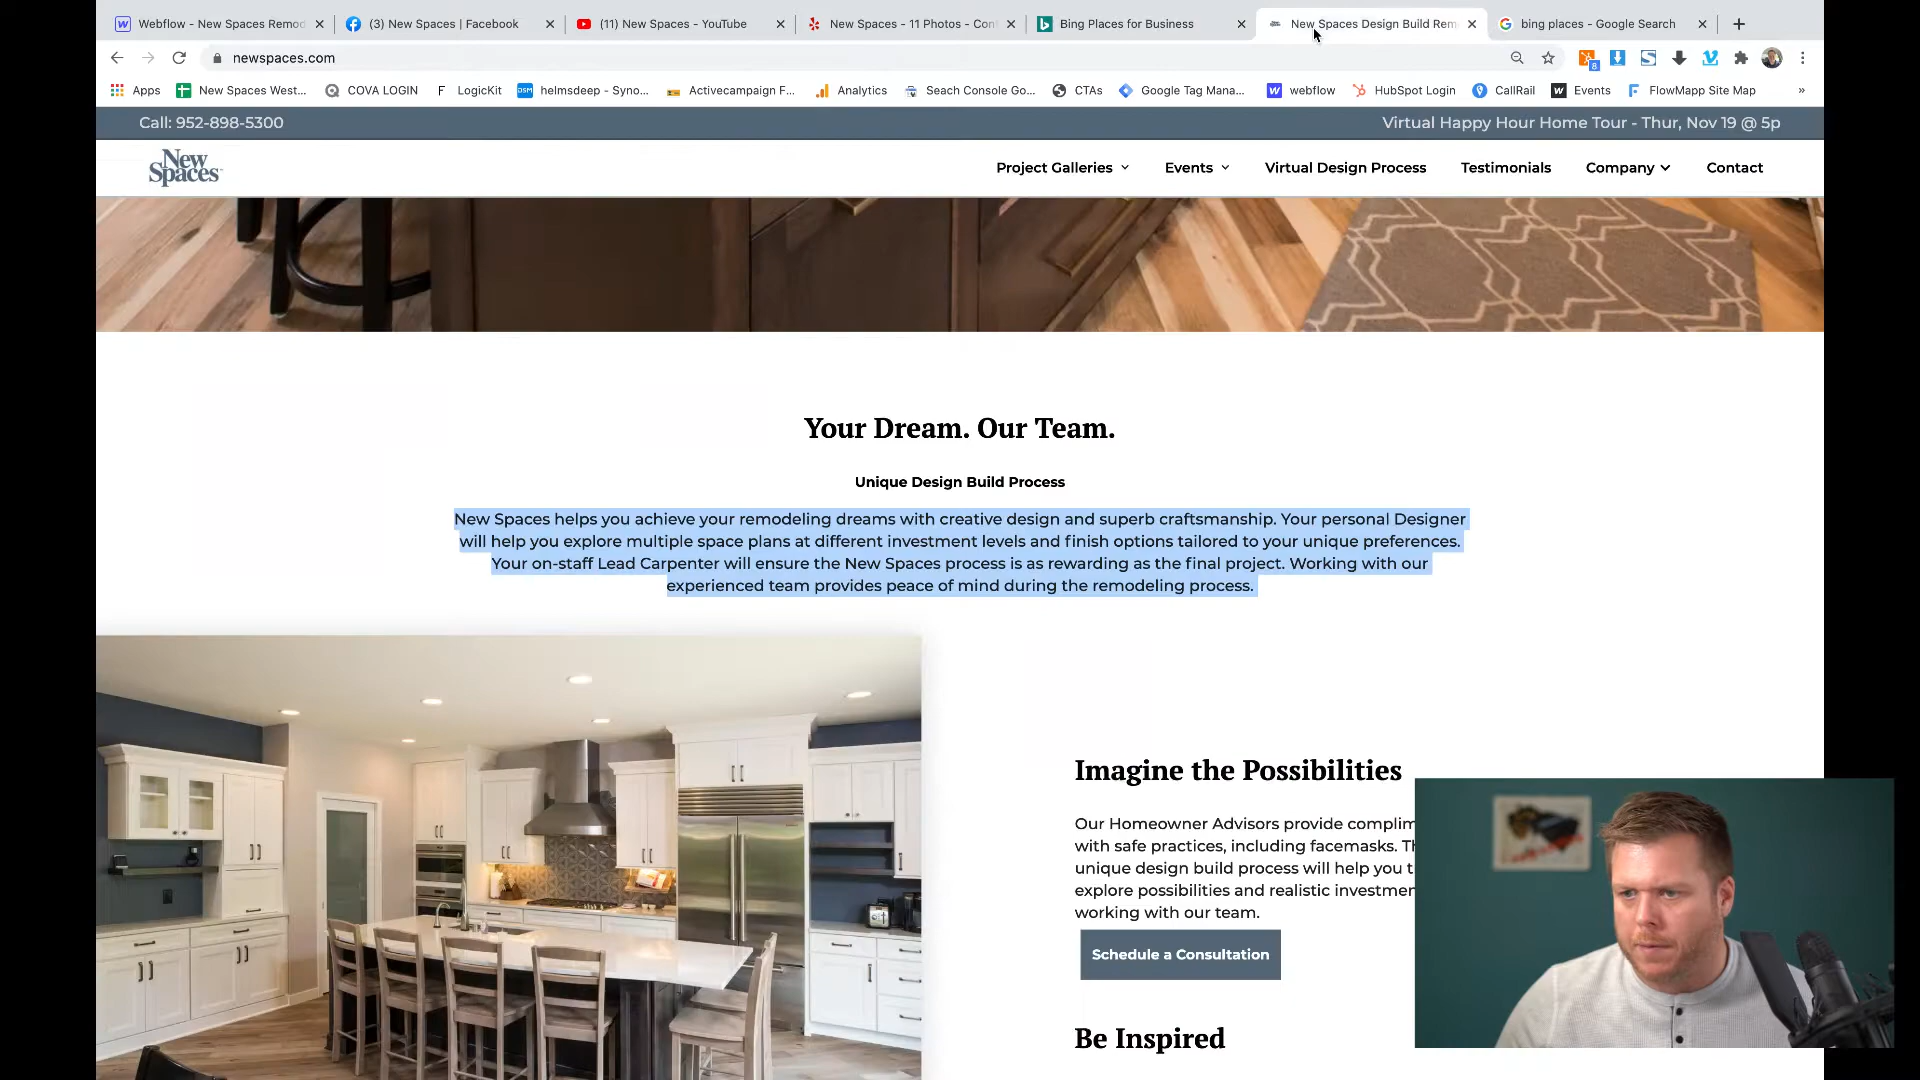 Webflow - New Spaces Remod
(3) New Spaces | Facebook
(11) New Spaces - YouTube
New Spaces - 11 Photos - Con
Bing Places for Business
New Spaces Design Build Rem
bing places - Google Search
newspaces.com
8
Apps
New Spaces West...
COVA LOGIN
F LogicKit
DSM helmsdeep - Syno...
Activecampaign F...
Analytics
Seach Console Go...
CTAs
Google Tag Mana...
webflow
HubSpot Login
CallRail
Events
FlowMapp Site Map
»
Call: 952-898-5300
Virtual Happy Hour Home Tour - Thur, Nov 19 @ 5p
New Spaces
Project Galleries
Events
Virtual Design Process
Testimonials
Company
Contact
Your Dream. Our Team.
Unique Design Build Process
New Spaces helps you achieve your remodeling dreams with creative design and superb craftsmanship. Your personal Designer
will help you explore multiple space plans at different investment levels and finish options tailored to your unique preferences.
Your on-staff Lead Carpenter will ensure the New Spaces process is as rewarding as the final project. Working with our
experienced team provides peace of mind during the remodeling process.
Imagine the Possibilities
Our Homeowner Advisors provide complim
with safe practices, including facemasks. Th
unique design build process will help you t
explore possibilities and realistic investmen
working with our team.
Schedule a Consultation
Be Inspired